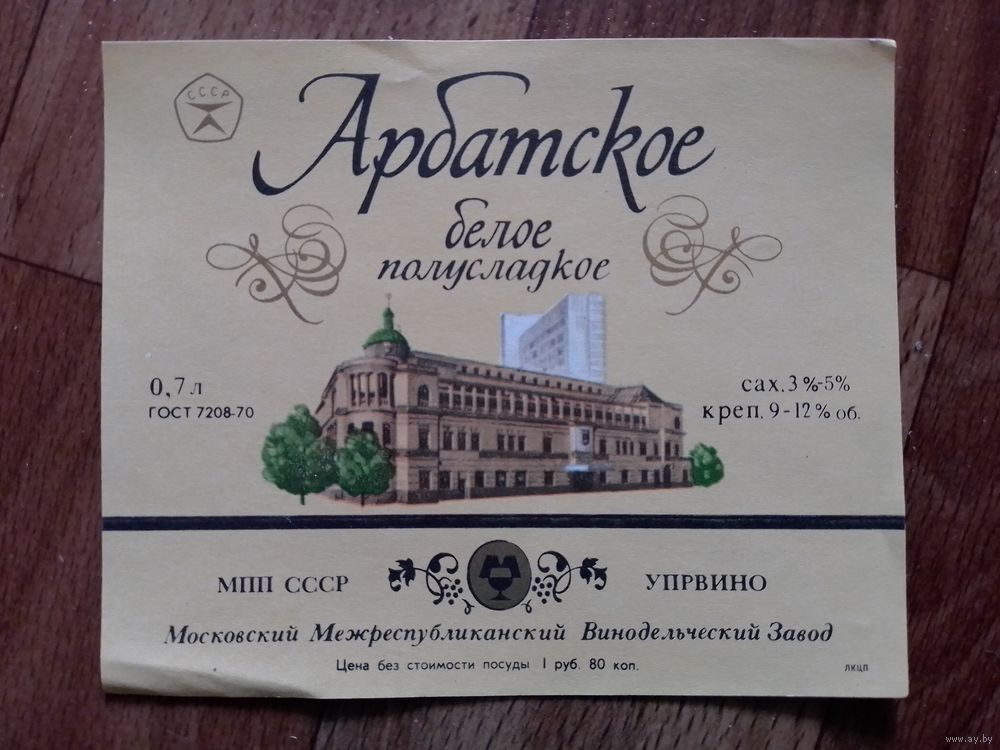 СССР
Арбатское
белое
полусладкое
0,7 л
ГОСТ 7208-70
сах. 3%-5%
креп. 9-12% об.
МПП СССР
УПРВИНО
Московский Межреспубликанский Винодельческий Завод
Цена без стоимости посуды 1 руб. 80 коп.
ЛКЦП
www.ay.by